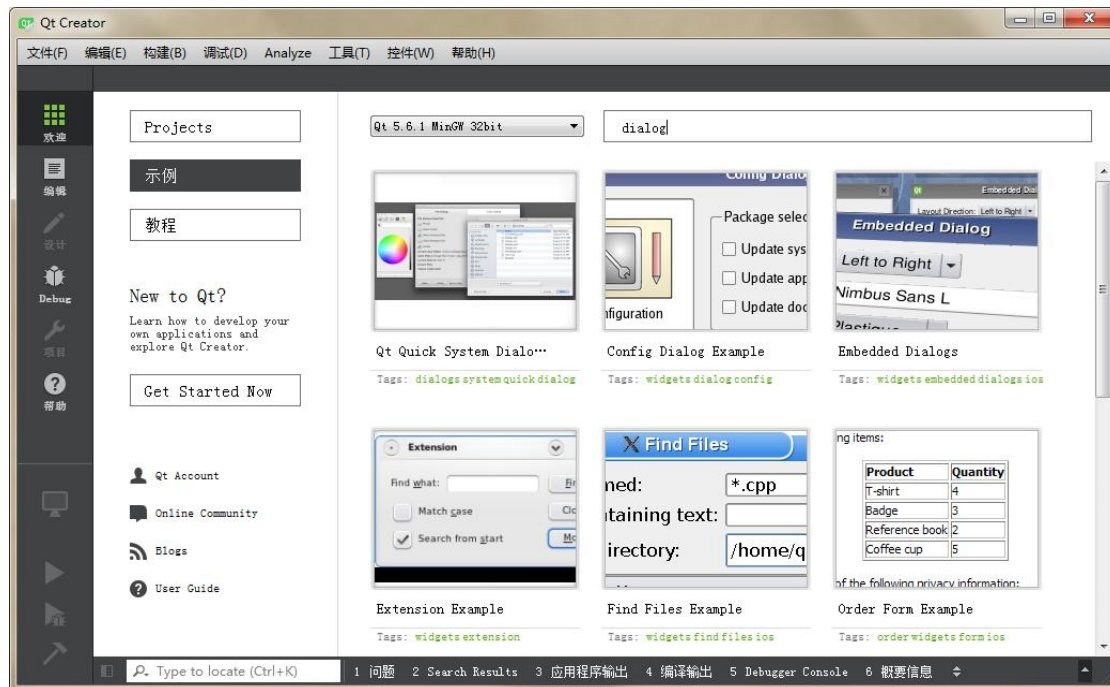 Qt Creator
文件(F) 编辑(E) 构建(B) 调试(D) Analyze 工具(T) 控件(W) 帮助(H)
欢迎
编辑
设计
Debug
项目
帮助
Projects
示例
教程
New to Qt?
Learn how to develop your
own applications and
explore Qt Creator.
Get Started Now
Qt Account
Online Community
Blogs
User Guide
Qt 5.6.1 MinGW 32bit
dialog
Qt Quick System Dialo…
Tags: dialogs system quick dialog
Config Dialog
Package selec
Update sys
Update app
Update doc
nfiguration
Config Dialog Example
Tags: widgets dialog config
Embedded Dial
Layout Direction: Left to Right
Embedded Dialog
Left to Right
Nimbus Sans L
Plastique
Embedded Dialogs
Tags: widgets embedded dialogs ios
Extension
Find what:
Match case
Search from start
Extension Example
Tags: widgets extension
Find Files
med: *.cpp
taining text:
irectory: /home/q
Find Files Example
Tags: widgets find files ios
ng items:
Product Quantity
T-shirt 4
Badge 3
Reference book 2
Coffee cup 5
of the following privacy information:
Order Form Example
Tags: order widgets form ios
Type to locate (Ctrl+K) 1 问题 2 Search Results 3 应用程序输出 4 编译输出 5 Debugger Console 6 概要信息